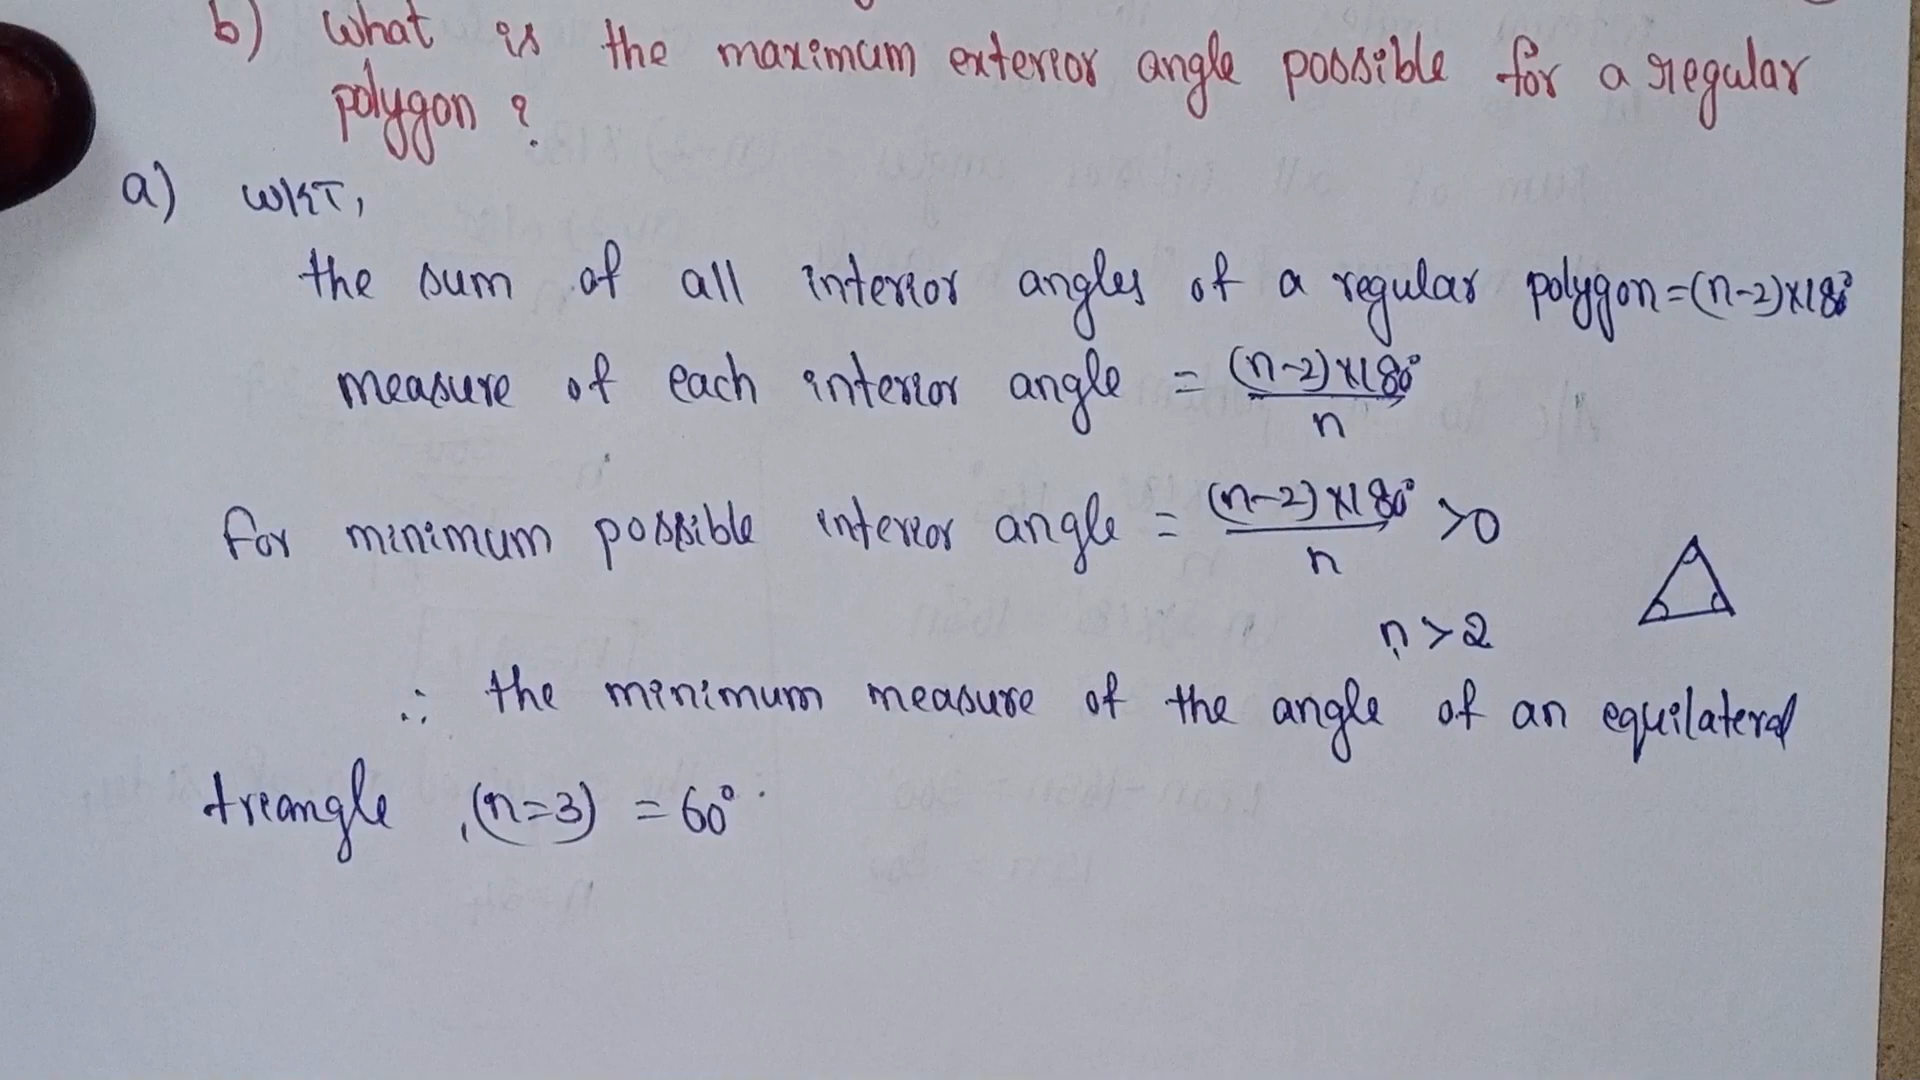 b) What is the maximum exterior angle possible for a regular
polygon ?
a) WKT,
the sum of all interior angles of a regular polygon = (n-2)×180°
measure of each interior angle = (n-2)×180° / n
For minimum possible interior angle = (n-2)×180° / n >0
n>2
∴ the minimum measure of the angle of an equilateral
triangle, (n=3) = 60°.